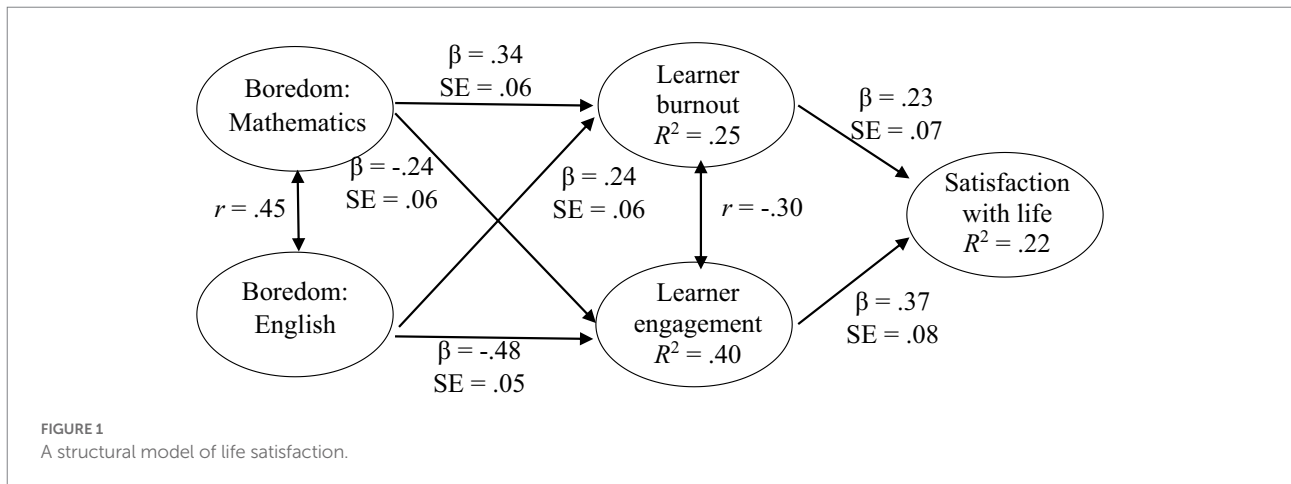 Boredom:
Mathematics
β = .34
SE = .06
Learner
burnout
R² = .25
β = .23
SE = .07
β = -.24
SE = .06
β = .24
SE = .06
r = .45
r = -.30
Satisfaction
with life
R² = .22
Boredom:
English
β = -.48
SE = .05
Learner
engagement
R² = .40
β = .37
SE = .08
FIGURE 1
A structural model of life satisfaction.